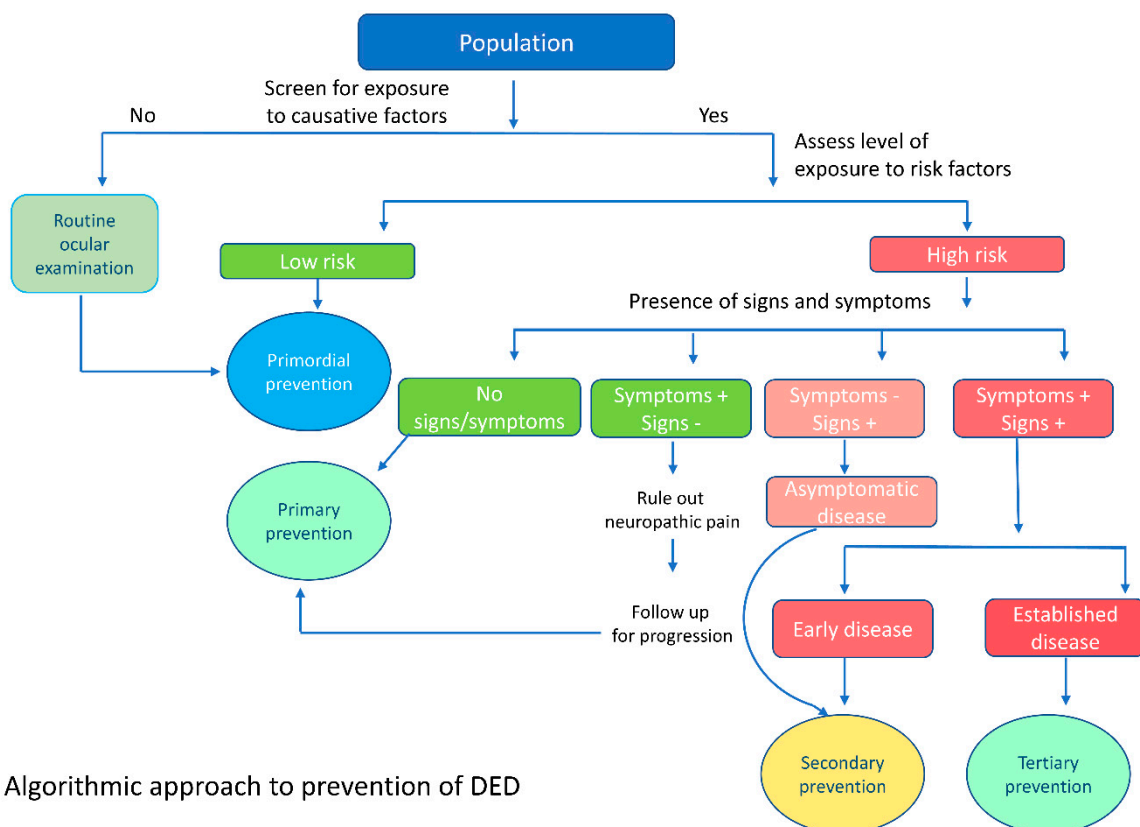 Population
Screen for exposure
to causative factors
No
Yes
Assess level of
exposure to risk factors
Routine
ocular
examination
Low risk
High risk
Presence of signs and symptoms
Primordial
prevention
No
signs/symptoms
Symptoms +
Signs -
Symptoms -
Signs +
Symptoms +
Signs +
Primary
prevention
Rule out
neuropathic pain
Asymptomatic
disease
Follow up
for progression
Early disease
Established
disease
Secondary
prevention
Tertiary
prevention
Algorithmic approach to prevention of DED